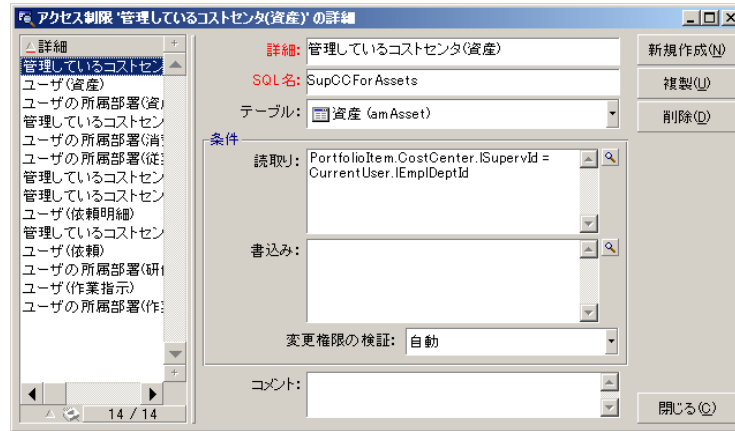 アクセス制限 '管理しているコストセンタ(資産)' の詳細
詳細
管理しているコストセン
ユーザ(資産)
ユーザの所属部署(資
管理しているコストセン
ユーザの所属部署(消
ユーザの所属部署(従
管理しているコストセン
管理しているコストセン
ユーザ(依頼明細)
管理しているコストセン
ユーザ(依頼)
ユーザの所属部署(研
ユーザ(作業指示)
ユーザの所属部署(作
14 / 14
詳細: 管理しているコストセンタ(資産)
SQL名: SupCCForAssets
テーブル: 資産 (amAsset)
条件
読取り: PortfolioItem.CostCenter.lSupervId =
CurrentUser.lEmplDeptId
書込み:
変更権限の検証: 自動
コメント:
新規作成(N)
複製(U)
削除(D)
閉じる(C)